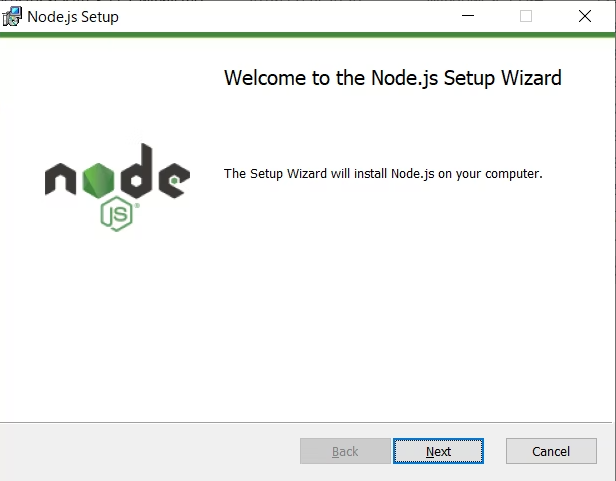 Node.js Setup
Welcome to the Node.js Setup Wizard
The Setup Wizard will install Node.js on your computer.
node
JS
Back
Next
Cancel